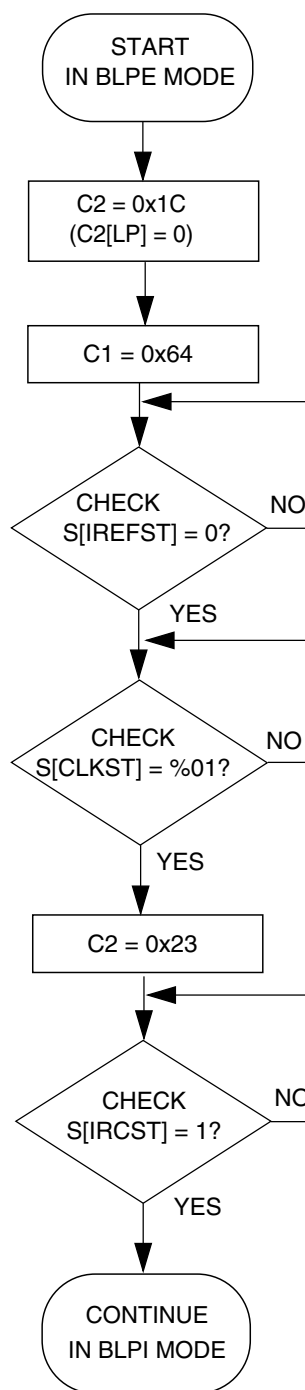 START
IN BLPE MODE
C2 = 0x1C
(C2[LP] = 0)
C1 = 0x64
CHECK
S[IREFST] = 0?
NO
YES
CHECK
S[CLKST] = %01?
NO
YES
C2 = 0x23
CHECK
S[IRCST] = 1?
NO
YES
CONTINUE
IN BLPI MODE